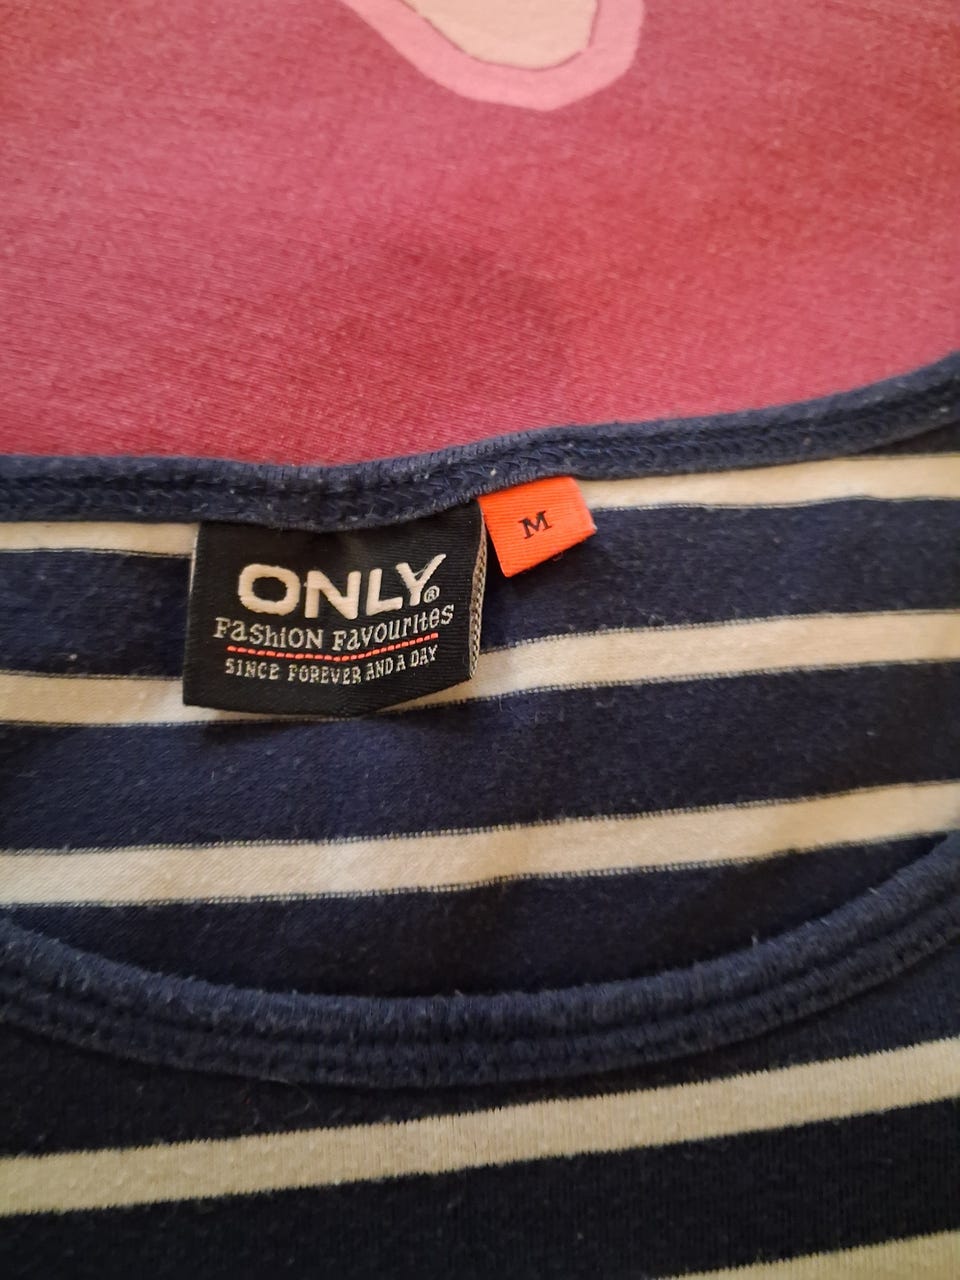 M
ONLY®
Fashion Favourites
SINCE FOREVER AND A DAY